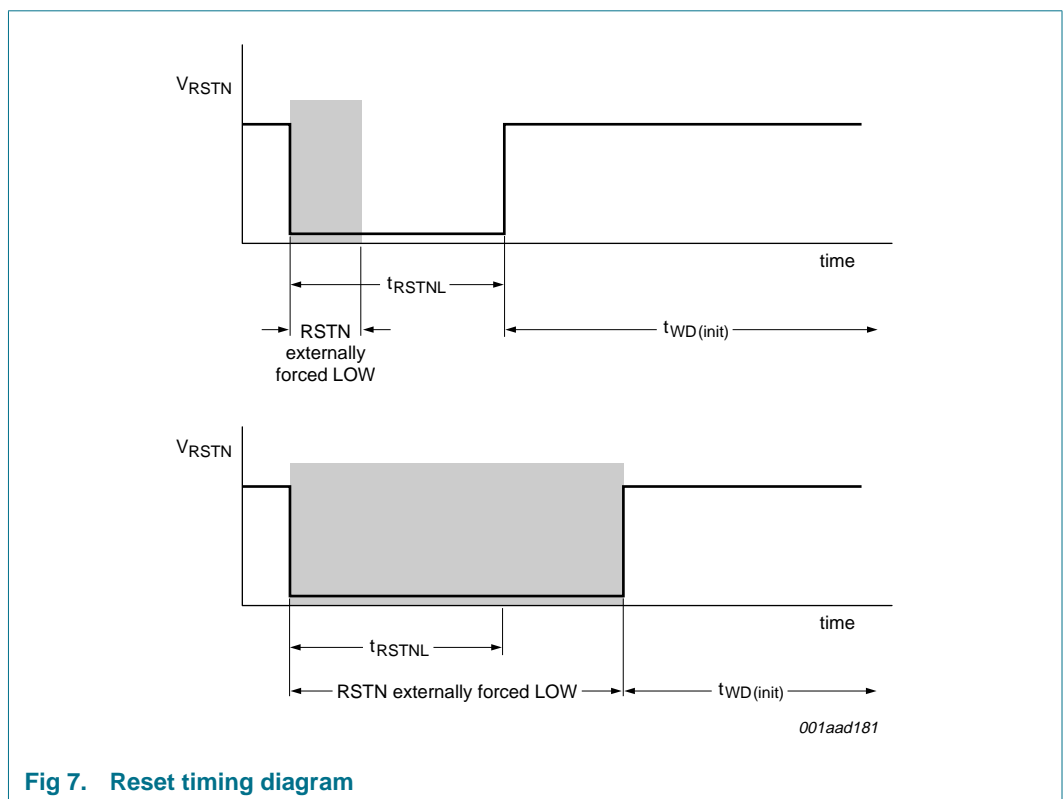 VRSTN
time
tRSTNL
tWD(init)
RSTN
externally
forced LOW
VRSTN
time
tRSTNL
RSTN externally forced LOW
tWD(init)
001aad181
Fig 7. Reset timing diagram